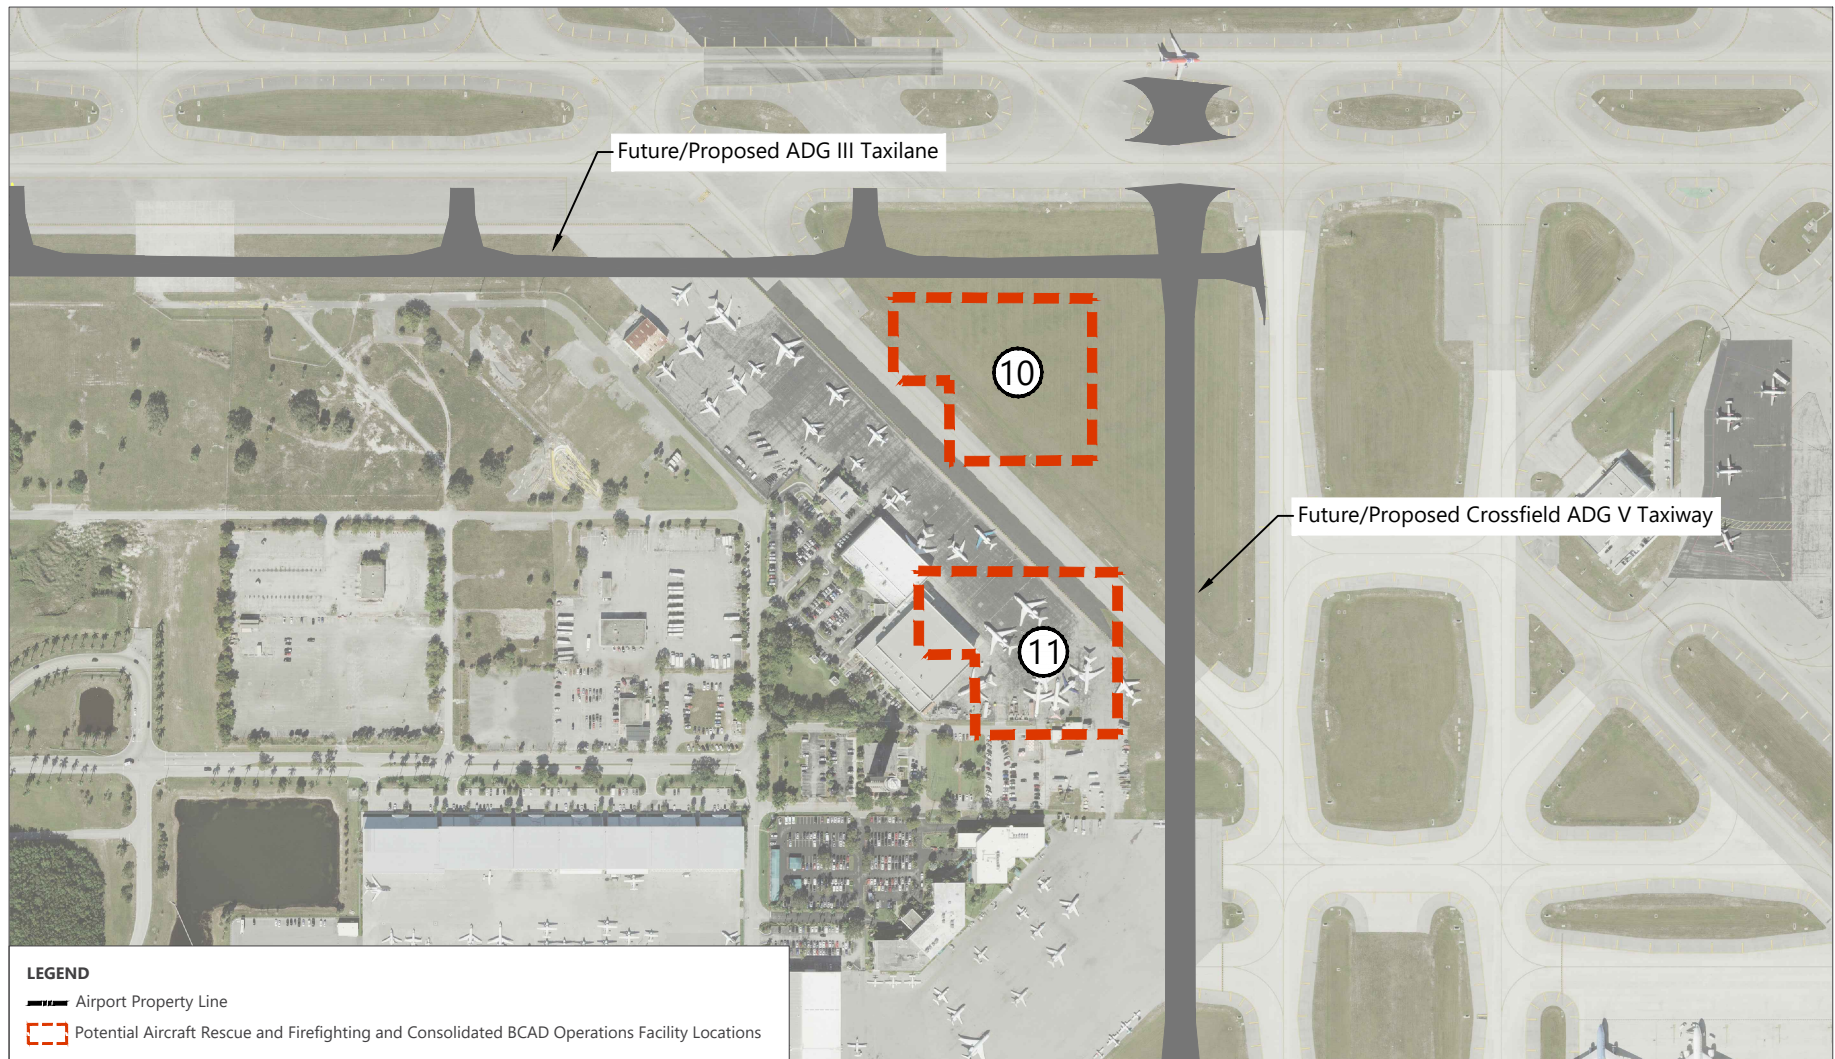 Future/Proposed ADG III Taxilane
10
Future/Proposed Crossfield ADG V Taxiway
11
LEGEND
Airport Property Line
Potential Aircraft Rescue and Firefighting and Consolidated BCAD Operations Facility Locations